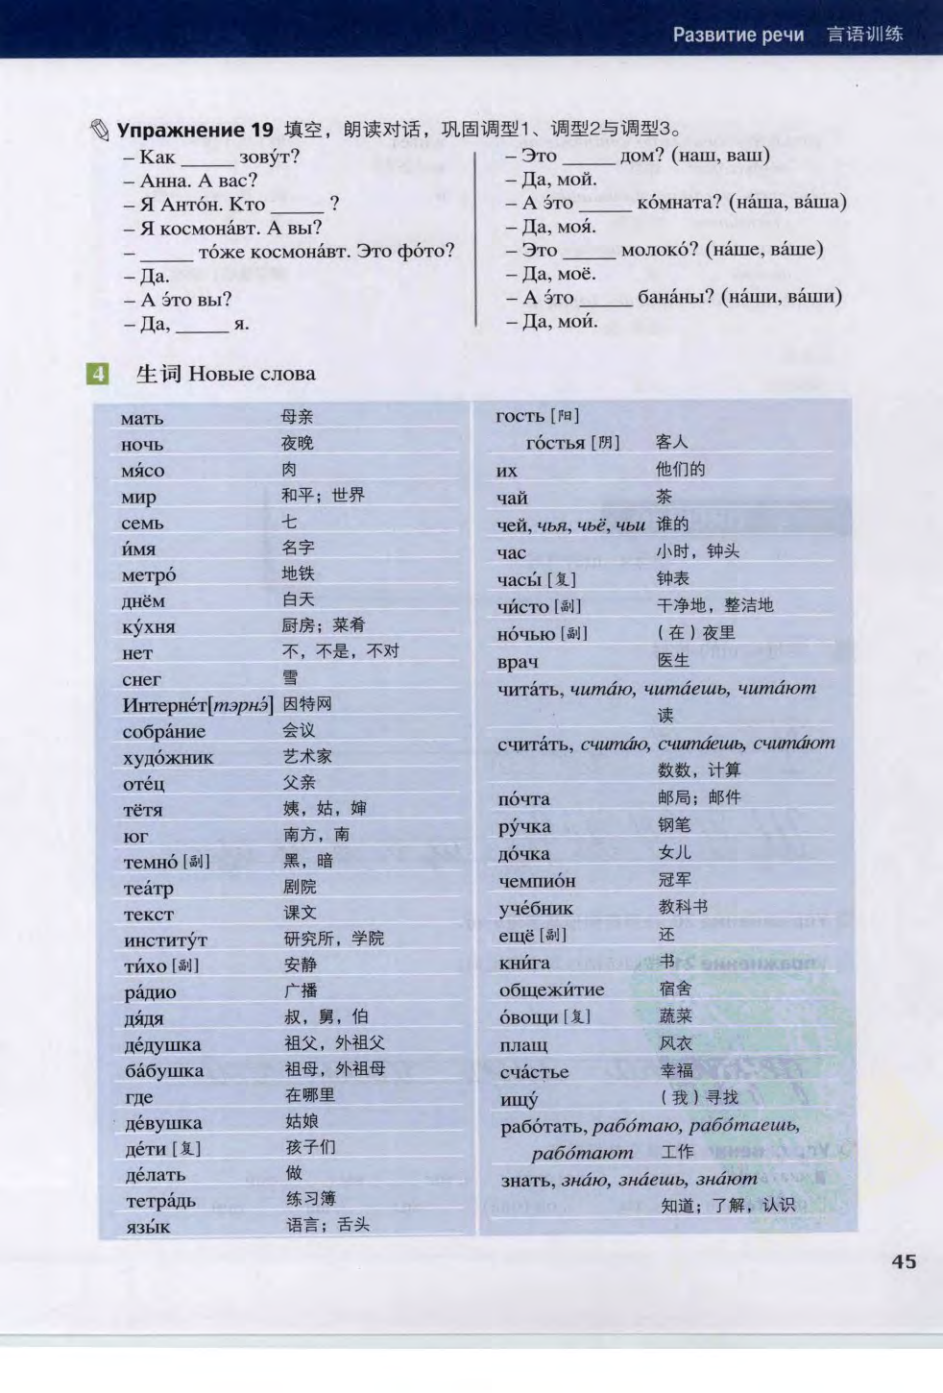 Развитие речи 言语训练
Упражнение 19 填空，朗读对话，巩固调型1、调型2与调型3。
– Как _____ зову́т?
– Анна. А вас?
– Я Анто́н. Кто _____ ?
– Я космона́вт. А вы?
– _____ то́же космона́вт. Это фо́то?
– Да.
– А э́то вы?
– Да, _____ я.
– Это _____ дом? (наш, ваш)
– Да, мой.
– А э́то _____ ко́мната? (на́ша, ва́ша)
– Да, моя́.
– Это _____ молоко́? (на́ше, ва́ше)
– Да, моё.
– А э́то _____ бана́ны? (на́ши, ва́ши)
– Да, мои́.
4 生词 Новые слова
мать 母亲
ночь 夜晚
мя́со 肉
мир 和平；世界
семь 七
и́мя 名字
метро́ 地铁
днём 白天
ку́хня 厨房；菜肴
нет 不，不是，不对
снег 雪
Интерне́т[тэрнэ́] 因特网
собра́ние 会议
худо́жник 艺术家
оте́ц 父亲
тётя 姨，姑，婶
юг 南方，南
темно́ [副] 黑，暗
теа́тр 剧院
текст 课文
институ́т 研究所，学院
ти́хо [副] 安静
ра́дио 广播
дя́дя 叔，舅，伯
де́душка 祖父，外祖父
ба́бушка 祖母，外祖母
где 在哪里
де́вушка 姑娘
де́ти [复] 孩子们
де́лать 做
тетра́дь 练习簿
язы́к 语言；舌头
гость [阳]
го́стья [阴] 客人
их 他们的
чай 茶
чей, чья, чьё, чьи 谁的
час 小时，钟头
часы́ [复] 钟表
чи́сто [副] 干净地，整洁地
но́чью [副] （在）夜里
врач 医生
чита́ть, чита́ю, чита́ешь, чита́ют
读
счита́ть, счита́ю, счита́ешь, счита́ют
数数，计算
по́чта 邮局；邮件
ру́чка 钢笔
до́чка 女儿
чемпио́н 冠军
уче́бник 教科书
ещё [副] 还
кни́га 书
общежи́тие 宿舍
о́вощи [复] 蔬菜
плащ 风衣
сча́стье 幸福
ищу́ （我）寻找
рабо́тать, рабо́таю, рабо́таешь,
рабо́тают 工作
знать, зна́ю, зна́ешь, зна́ют
知道；了解，认识
45